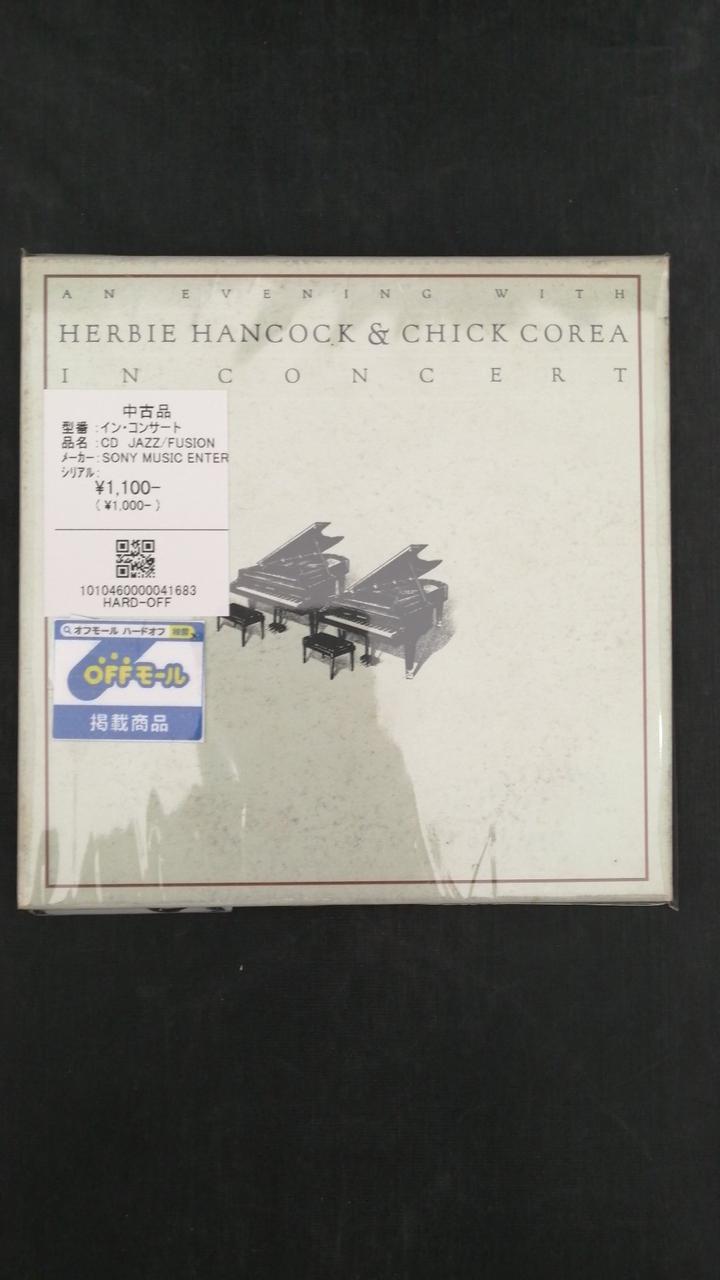 AN EVENING WITH
HERBIE HANCOCK & CHICK COREA
IN CONCERT
中古品
型番 :イン・コンサート
品名 :CD JAZZ/FUSION
メーカー:SONY MUSIC ENTER
シリアル:
¥1,100-
(¥1,000-)
1010460000041683
HARD-OFF
オフモール ハードオフ 検索
OFFモール
掲載商品